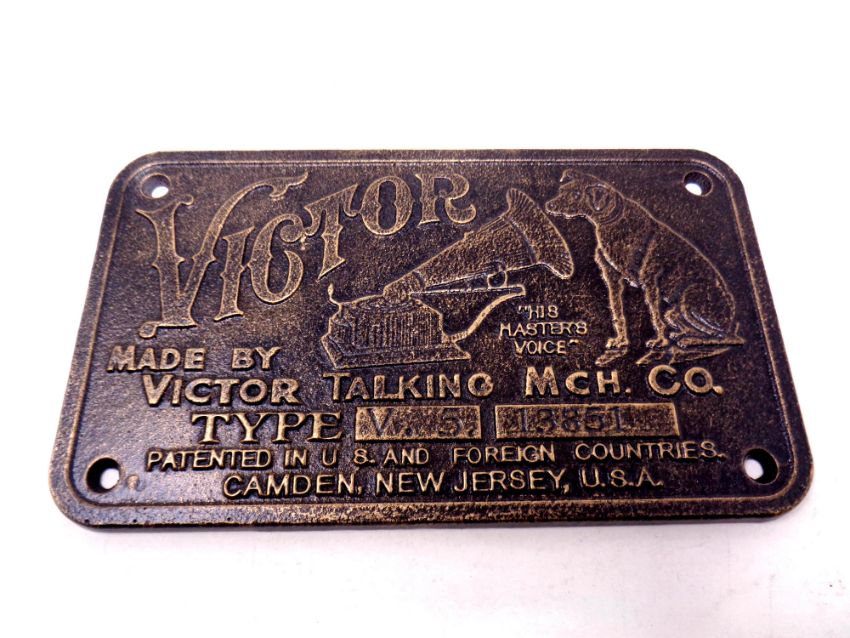 VICTOR
"HIS
MASTER'S
VOICE"
MADE BY
VICTOR TALKING MCH. CO.
TYPE V. 5. 13851
PATENTED IN U.S. AND FOREIGN COUNTRIES.
CAMDEN, NEW JERSEY, U.S.A.